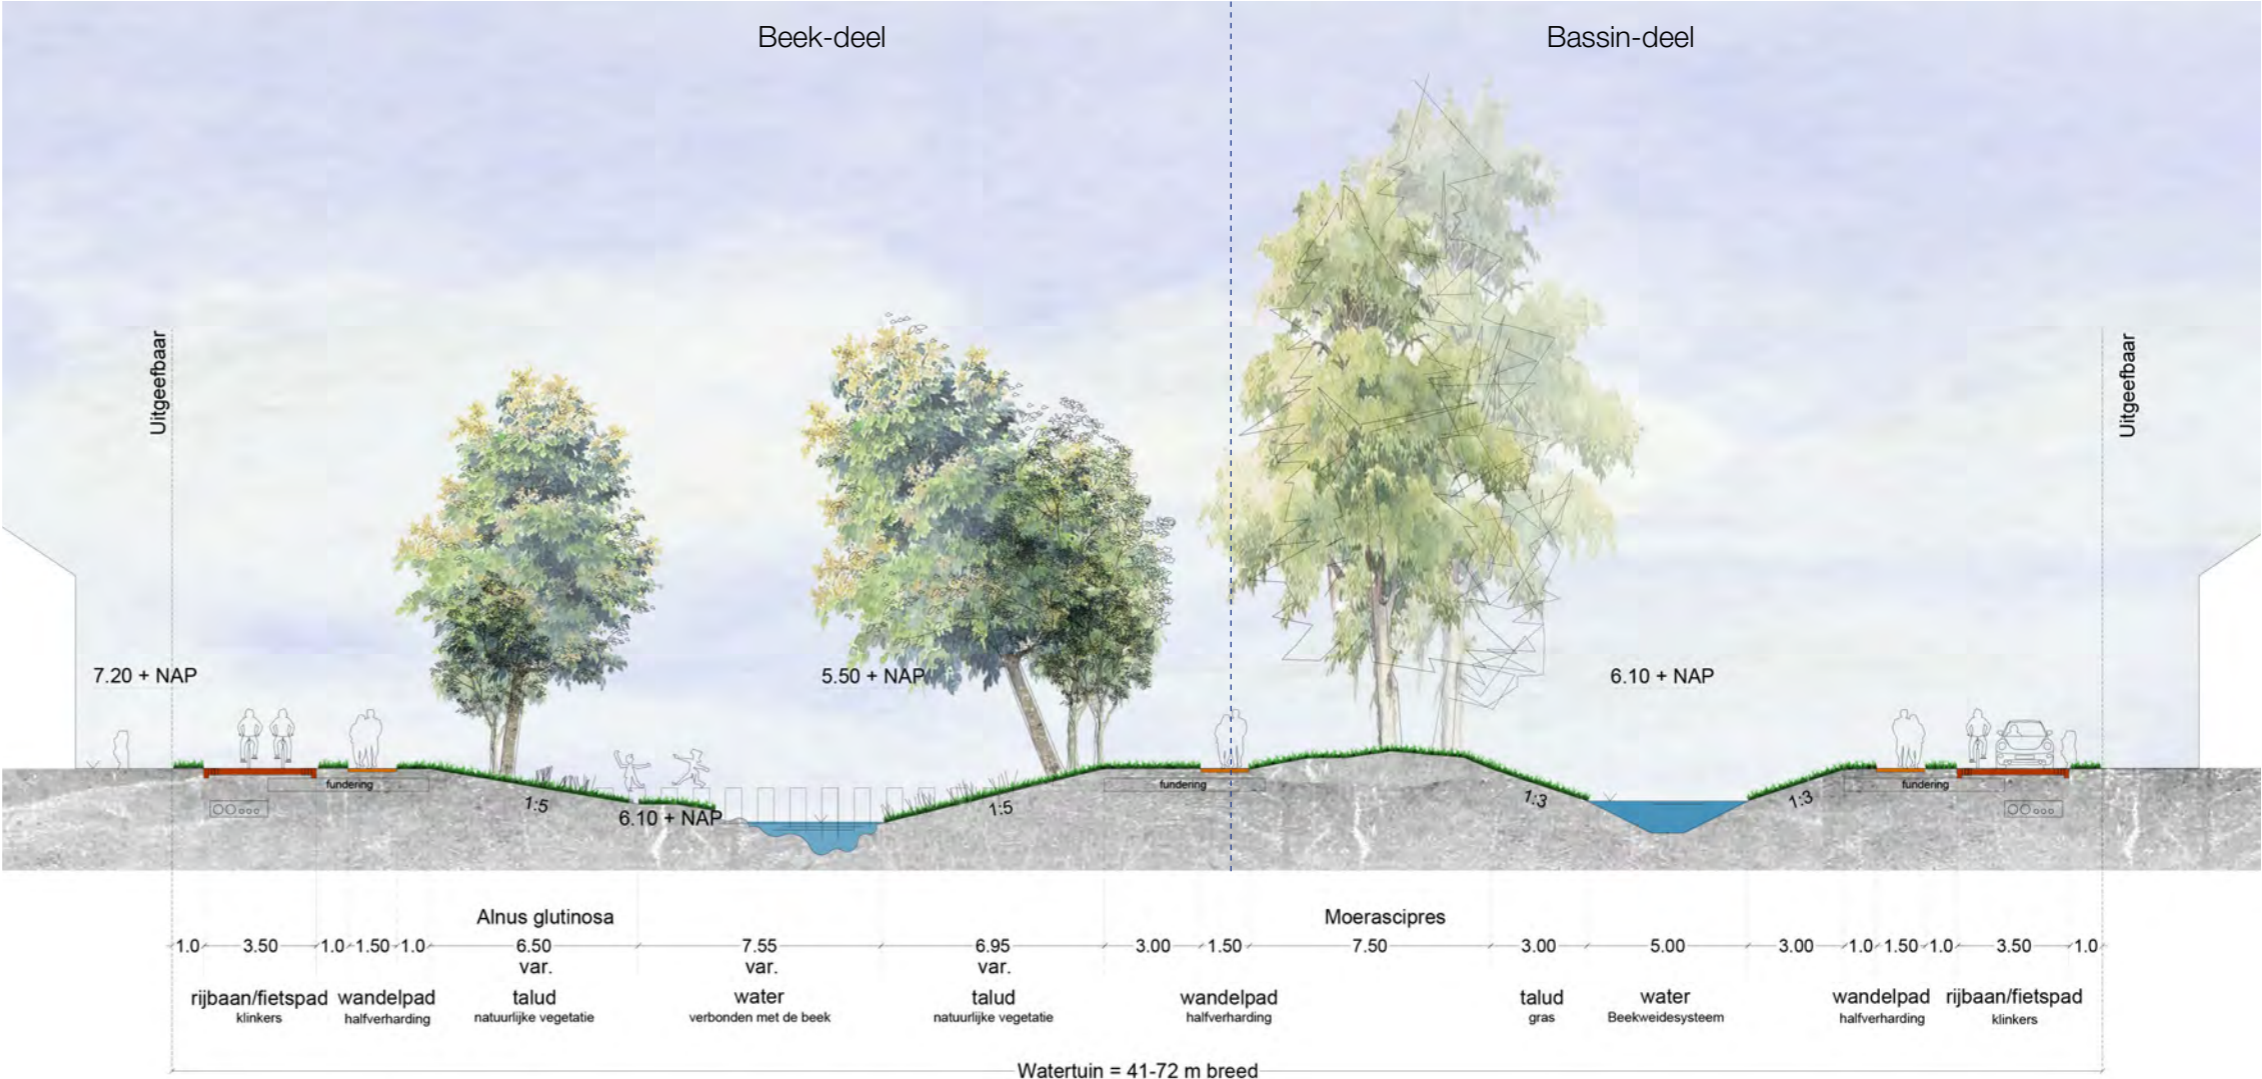 Beek-deel
Bassin-deel
Uitgeefbaar
Uitgeefbaar
7.20 + NAP
5.50 + NAP
6.10 + NAP
fundering
1:5
6.10 + NAP
1:5
fundering
1:3
1:3
fundering
Alnus glutinosa
Moerascipres
1.0 3.50 1.0 1.50 1.0 6.50 7.55 6.95 3.00 1.50 7.50 3.00 5.00 3.00 1.0 1.50 1.0 3.50 1.0
var. var. var.
rijbaan/fietspad wandelpad talud water talud wandelpad talud water wandelpad rijbaan/fietspad
klinkers halfverharding natuurlijke vegetatie verbonden met de beek natuurlijke vegetatie halfverharding gras Beekweidesysteem halfverharding klinkers
Watertuin = 41-72 m breed